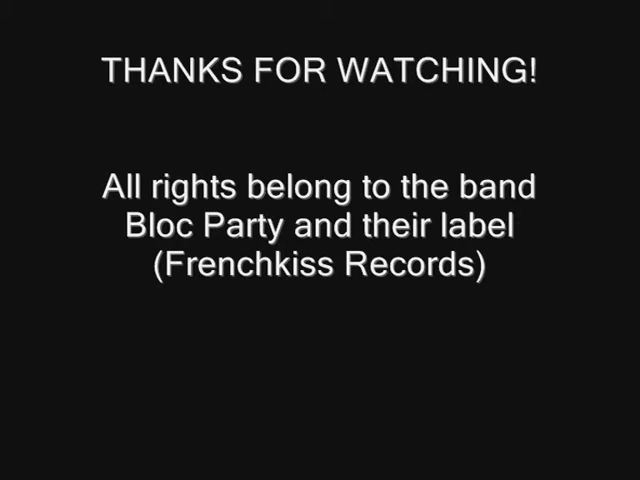 THANKS FOR WATCHING!
All rights belong to the band
Bloc Party and their label
(Frenchkiss Records)